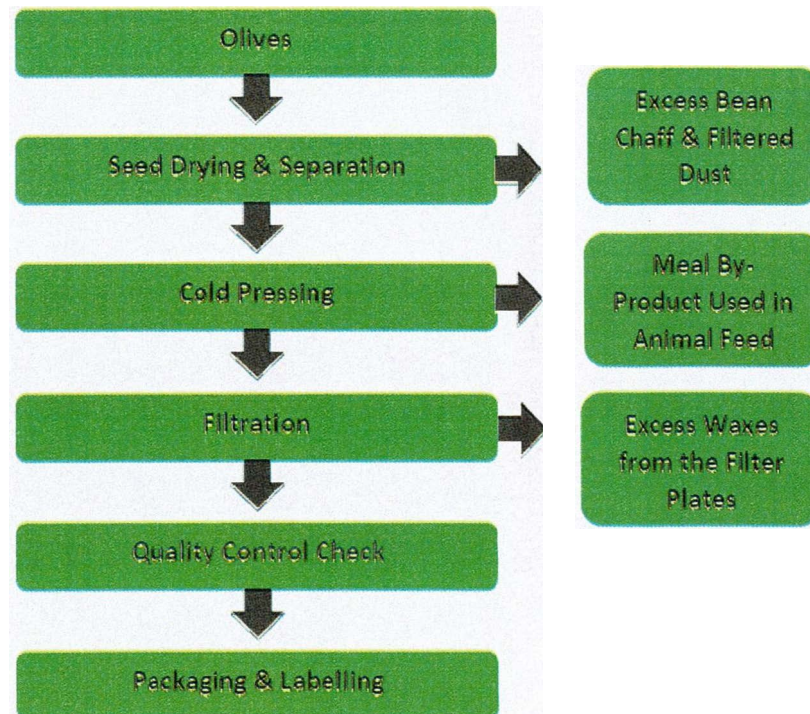 Olives
Seed Drying & Separation
Excess Bean
Chaff & Filtered
Dust
Cold Pressing
Meal By-
Product Used in
Animal Feed
Filtration
Excess Waxes
from the Filter
Plates
Quality Control Check
Packaging & Labelling